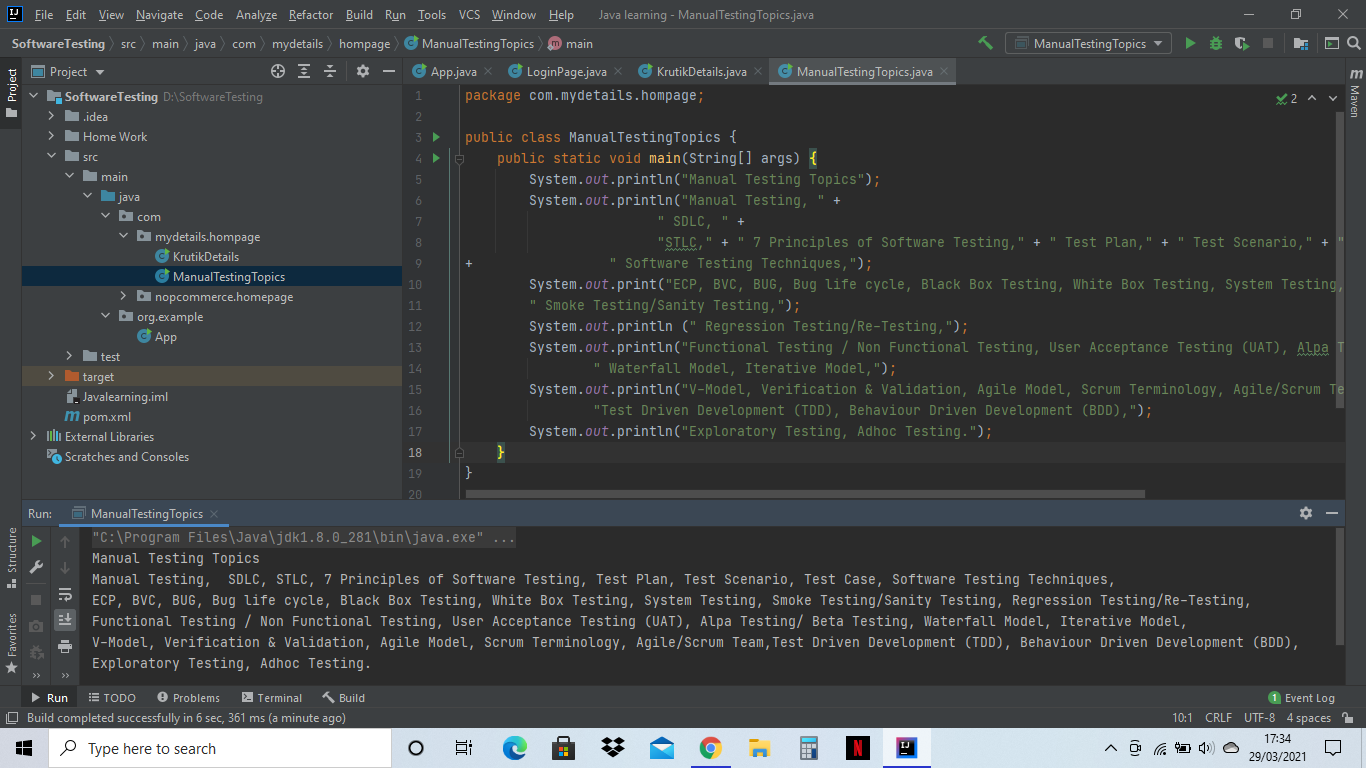 File Edit View Navigate Code Analyze Refactor Build Run Tools VCS Window Help Java learning - ManualTestingTopics.java
SoftwareTesting src main java com mydetails hompage ManualTestingTopics main
ManualTestingTopics
Project
SoftwareTesting D:\SoftwareTesting
.idea
Home Work
src
main
java
com
mydetails.hompage
KrutikDetails
ManualTestingTopics
nopcommerce.homepage
org.example
App
test
target
Javalearning.iml
pom.xml
External Libraries
Scratches and Consoles
Project
Structure
Favorites
App.java LoginPage.java KrutikDetails.java ManualTestingTopics.java
Maven
2
1 package com.mydetails.hompage;
2
3 public class ManualTestingTopics {
4 public static void main(String[] args) {
5 System.out.println("Manual Testing Topics");
6 System.out.println("Manual Testing, " +
7 " SDLC, " +
8 "STLC," + " 7 Principles of Software Testing," + " Test Plan," + " Test Scenario," + "
9 + " Software Testing Techniques,");
10 System.out.print("ECP, BVC, BUG, Bug life cycle, Black Box Testing, White Box Testing, System Testing,
11 " Smoke Testing/Sanity Testing,");
12 System.out.println (" Regression Testing/Re-Testing,");
13 System.out.println("Functional Testing / Non Functional Testing, User Acceptance Testing (UAT), Alpa T
14 " Waterfall Model, Iterative Model,");
15 System.out.println("V-Model, Verification & Validation, Agile Model, Scrum Terminology, Agile/Scrum Te
16 "Test Driven Development (TDD), Behaviour Driven Development (BDD),");
17 System.out.println("Exploratory Testing, Adhoc Testing.");
18 }
19 }
20
Run: ManualTestingTopics
"C:\Program Files\Java\jdk1.8.0_281\bin\java.exe" ...
Manual Testing Topics
Manual Testing,  SDLC, STLC, 7 Principles of Software Testing, Test Plan, Test Scenario, Test Case, Software Testing Techniques,
ECP, BVC, BUG, Bug life cycle, Black Box Testing, White Box Testing, System Testing, Smoke Testing/Sanity Testing, Regression Testing/Re-Testing,
Functional Testing / Non Functional Testing, User Acceptance Testing (UAT), Alpa Testing/ Beta Testing, Waterfall Model, Iterative Model,
V-Model, Verification & Validation, Agile Model, Scrum Terminology, Agile/Scrum Team,Test Driven Development (TDD), Behaviour Driven Development (BDD),
Exploratory Testing, Adhoc Testing.
Run TODO Problems Terminal Build 1 Event Log
Build completed successfully in 6 sec, 361 ms (a minute ago) 10:1 CRLF UTF-8 4 spaces
Type here to search
17:34
29/03/2021